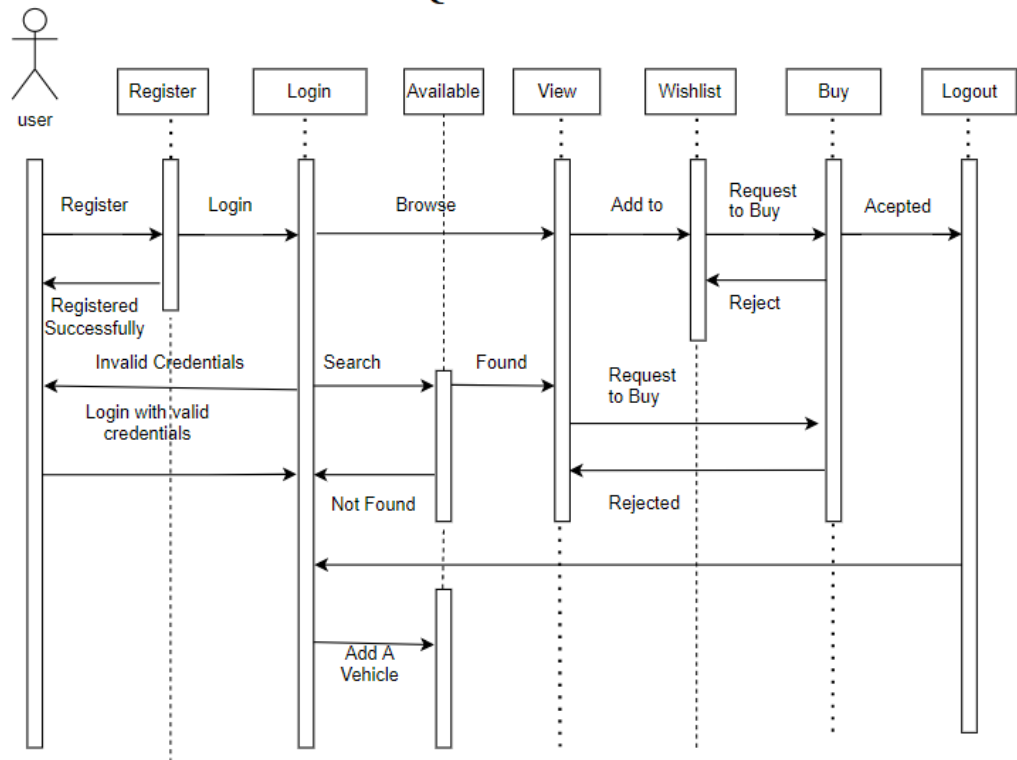 Q
Register
Login
Available
View
Wishlist
Buy
Logout
user
Register
Login
Browse
Add to
Request
to Buy
Acepted
Registered
Successfully
Reject
Invalid Credentials
Search
Found
Request
to Buy
Login with valid
credentials
Not Found
Rejected
Add A
Vehicle